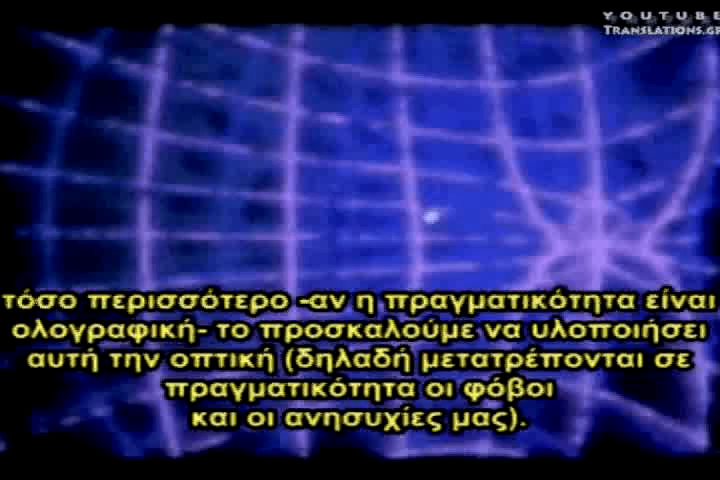 YOUTUBE
TRANSLATIONS.GR
τόσο περισσότερο -αν η πραγματικότητα είναι
ολογραφική- το προσκαλούμε να υλοποιήσει
αυτή την οπτική (δηλαδή μετατρέπονται σε
πραγματικότητα οι φόβοι
και οι ανησυχίες μας).